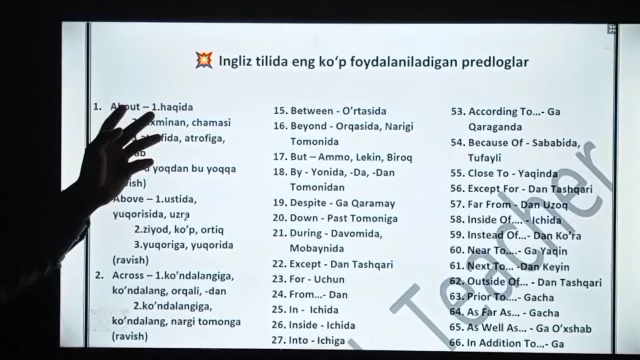 Ingliz tilida eng ko‘p foydalaniladigan predloglar
1. About – 1.haqida
chamasi
atrofiga,
yoqdan bu yoqqa
Above – 1.ustida,
yuqorisida, uzra
2.ziyod, ko‘p, ortiq
3.yuqoriga, yuqorida
(ravish)
2. Across – 1.ko‘ndalangiga,
ko‘ndalang, orqali, -dan
2.ko‘ndalangiga,
ko‘ndalang, nargi tomonga
(ravish)
15. Between - O‘rtasida
16. Beyond - Orqasida, Narigi
Tomonida
17. But – Ammo, Lekin, Biroq
18. By - Yonida, -Da, -Dan
Tomonidan
19. Despite - Ga Qaramay
20. Down - Past Tomoniga
21. During - Davomida,
Mobaynida
22. Except - Dan Tashqari
23. For - Uchun
24. From...- Dan
25. In - Ichida
26. Inside - Ichida
27. Into - Ichiga
53. According To...- Ga
Qaraganda
54. Because Of - Sababida,
Tufayli
55. Close To - Yaqinda
56. Except For - Dan Tashqari
57. Far From - Dan Uzoq
58. Inside Of.... - Ichida
59. Instead Of...- Dan Ko‘ra
60. Near To....- Ga Yaqin
61. Next To... -Dan Keyin
62. Outside Of... - Dan Tashqari
63. Prior To....- Gacha
64. As Far As... - Gacha
65. As Well As... - Ga O‘xshab
66. In Addition To...- Ga
Teacher